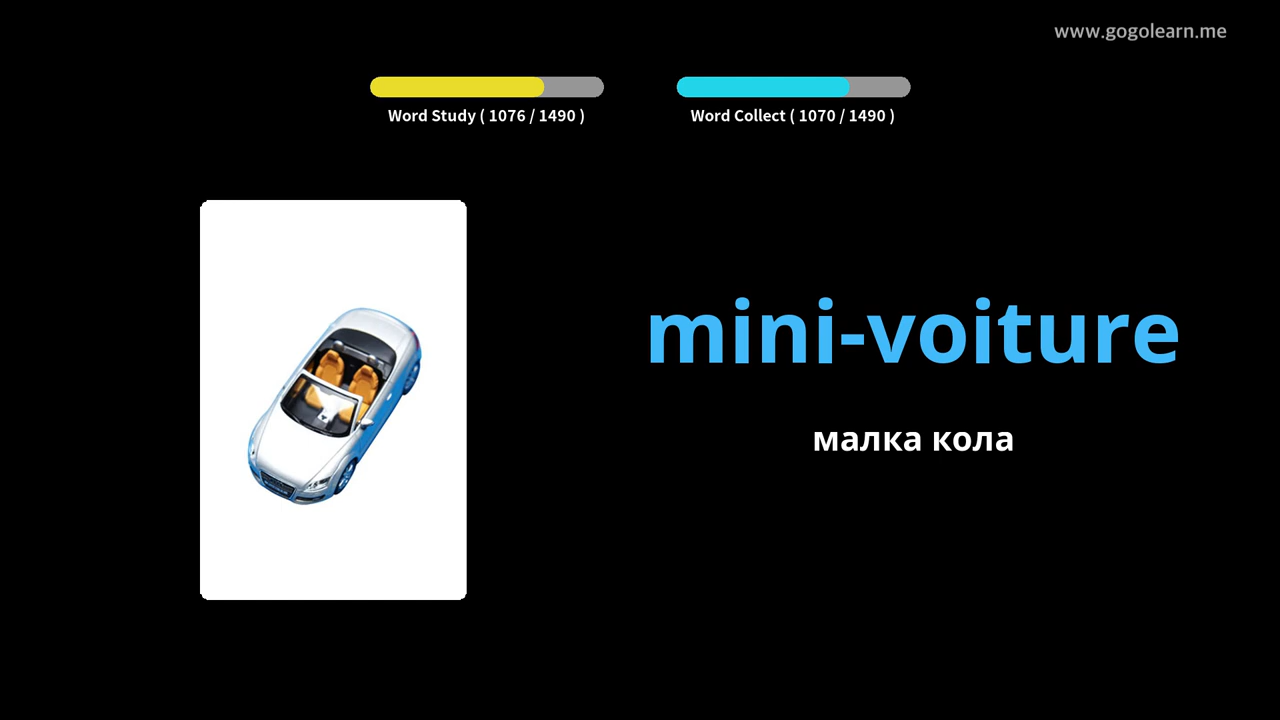 www.gogolearn.me
Word Study ( 1076 / 1490 )
Word Collect ( 1070 / 1490 )
mini-voiture
малка кола